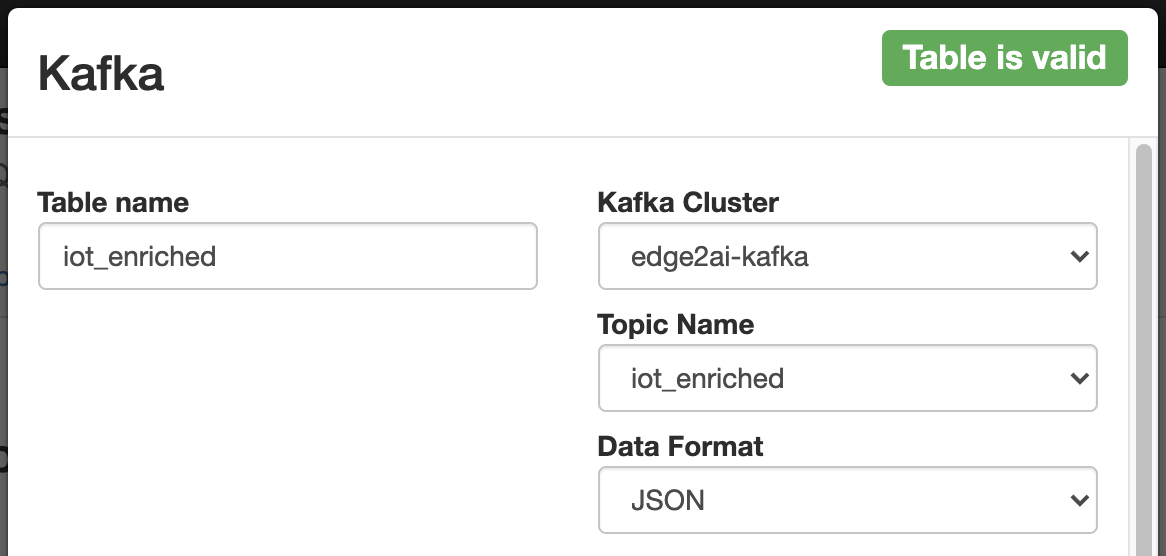 Kafka
Table is valid
Table name
iot_enriched
Kafka Cluster
edge2ai-kafka
Topic Name
iot_enriched
Data Format
JSON